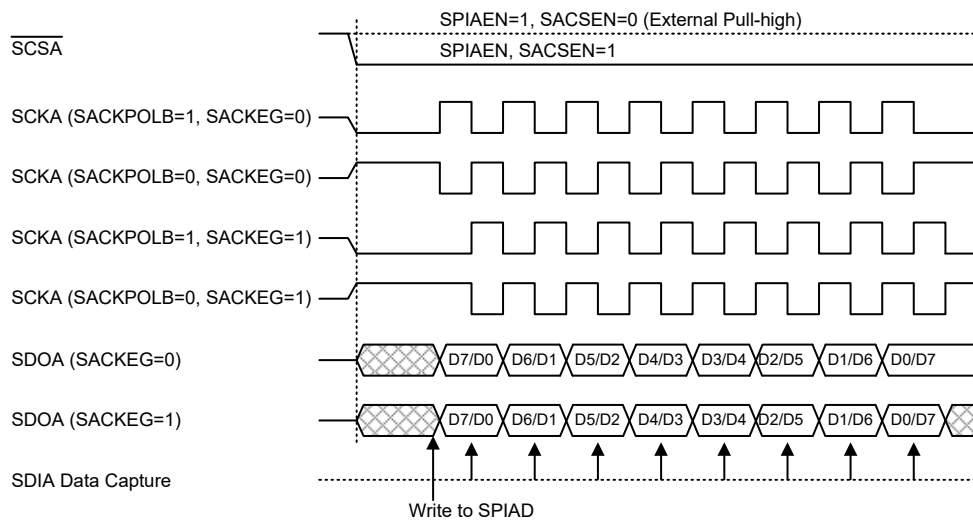 SPIAEN=1, SACSEN=0 (External Pull-high)
SCSA
SPIAEN, SACSEN=1
SCKA (SACKPOLB=1, SACKEG=0)
SCKA (SACKPOLB=0, SACKEG=0)
SCKA (SACKPOLB=1, SACKEG=1)
SCKA (SACKPOLB=0, SACKEG=1)
SDOA (SACKEG=0) D7/D0 D6/D1 D5/D2 D4/D3 D3/D4 D2/D5 D1/D6 D0/D7
SDOA (SACKEG=1) D7/D0 D6/D1 D5/D2 D4/D3 D3/D4 D2/D5 D1/D6 D0/D7
SDIA Data Capture
Write to SPIAD